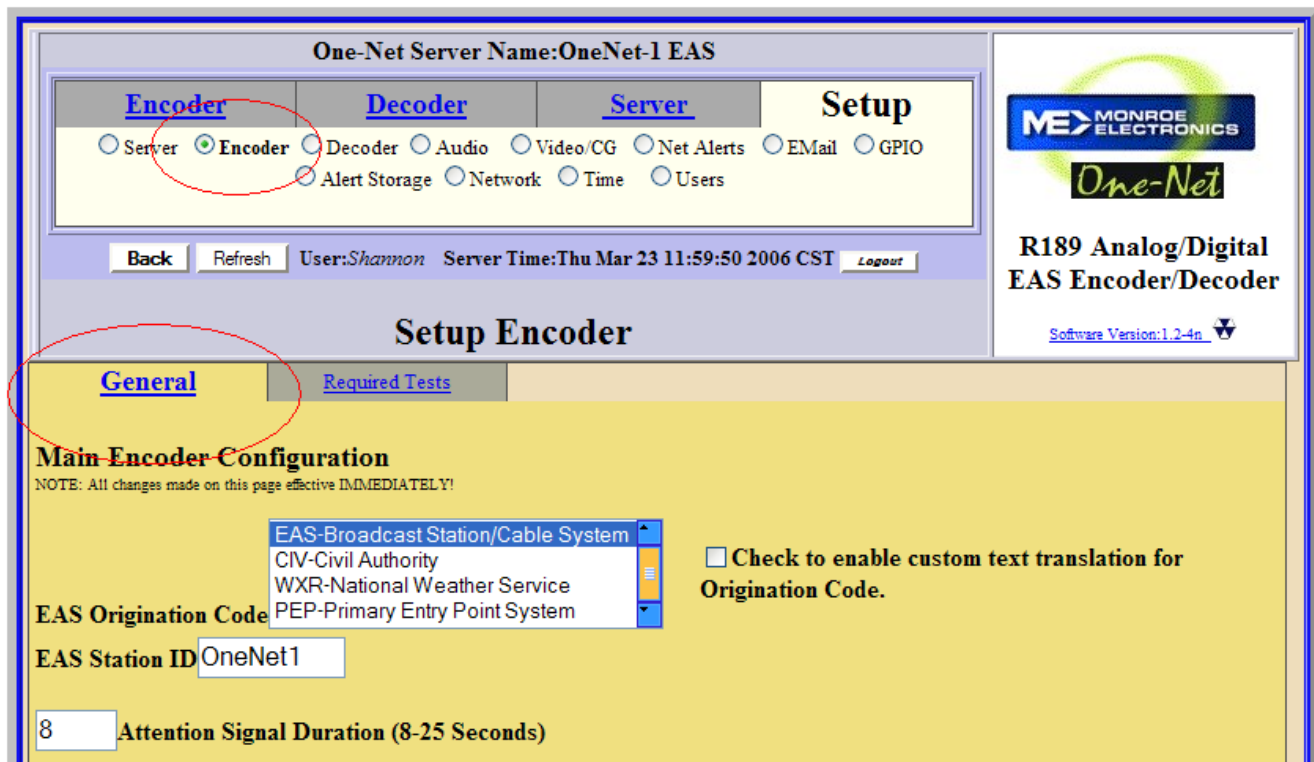 One-Net Server Name:OneNet-1 EAS
Encoder Decoder Server Setup
Server Encoder Decoder Audio Video/CG Net Alerts EMail GPIO
Alert Storage Network Time Users
Back Refresh User:Shannon Server Time:Thu Mar 23 11:59:50 2006 CST Logout
Setup Encoder
MONROE
ELECTRONICS
One-Net
R189 Analog/Digital
EAS Encoder/Decoder
Software Version:1.2-4n
General Required Tests
Main Encoder Configuration
NOTE: All changes made on this page effective IMMEDIATELY!
EAS-Broadcast Station/Cable System
CIV-Civil Authority
WXR-National Weather Service
PEP-Primary Entry Point System
EAS Origination Code
Check to enable custom text translation for
Origination Code.
EAS Station ID OneNet1
8 Attention Signal Duration (8-25 Seconds)